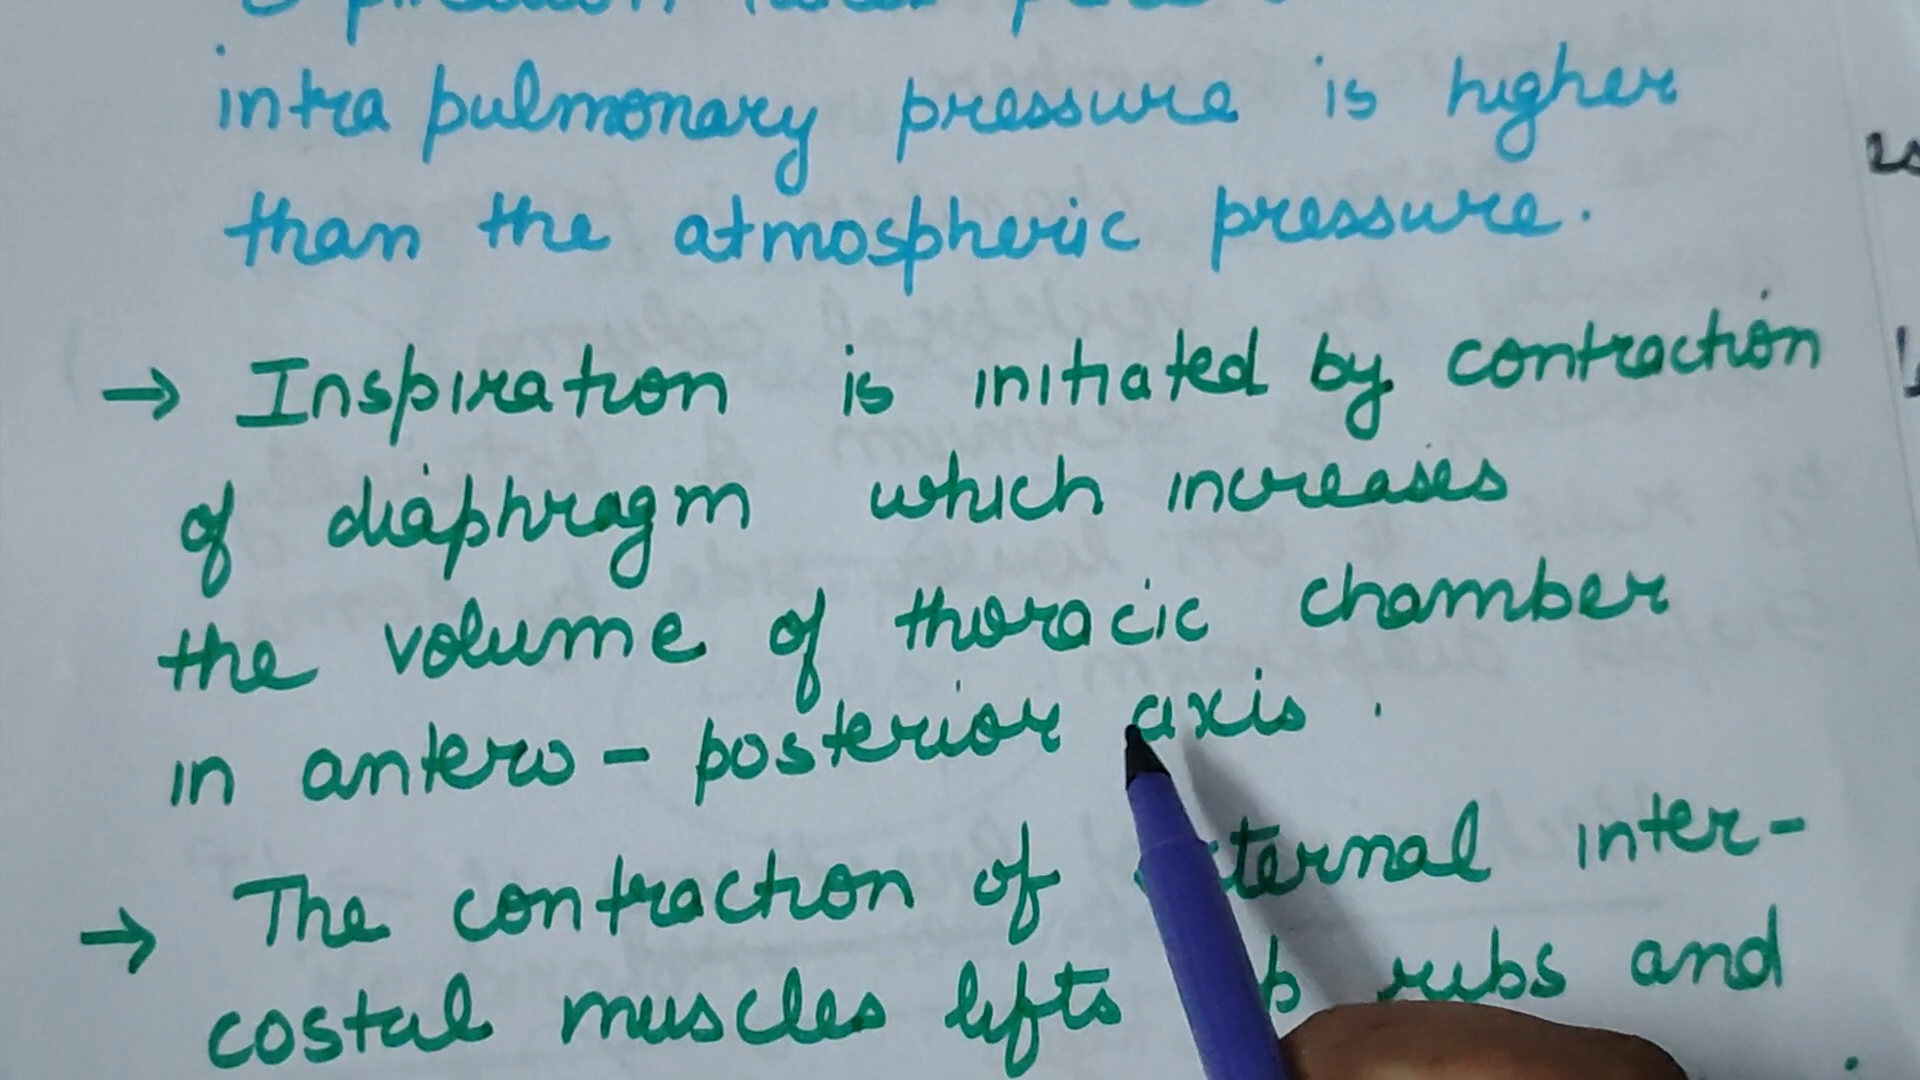 intra pulmonary pressure is higher
than the atmospheric pressure.
→ Inspiration is initiated by contraction
of diaphragm which increases
the volume of thoracic chamber
in antero - posterior axis.
→ The contraction of inter-
costal muscles lifts ribs and